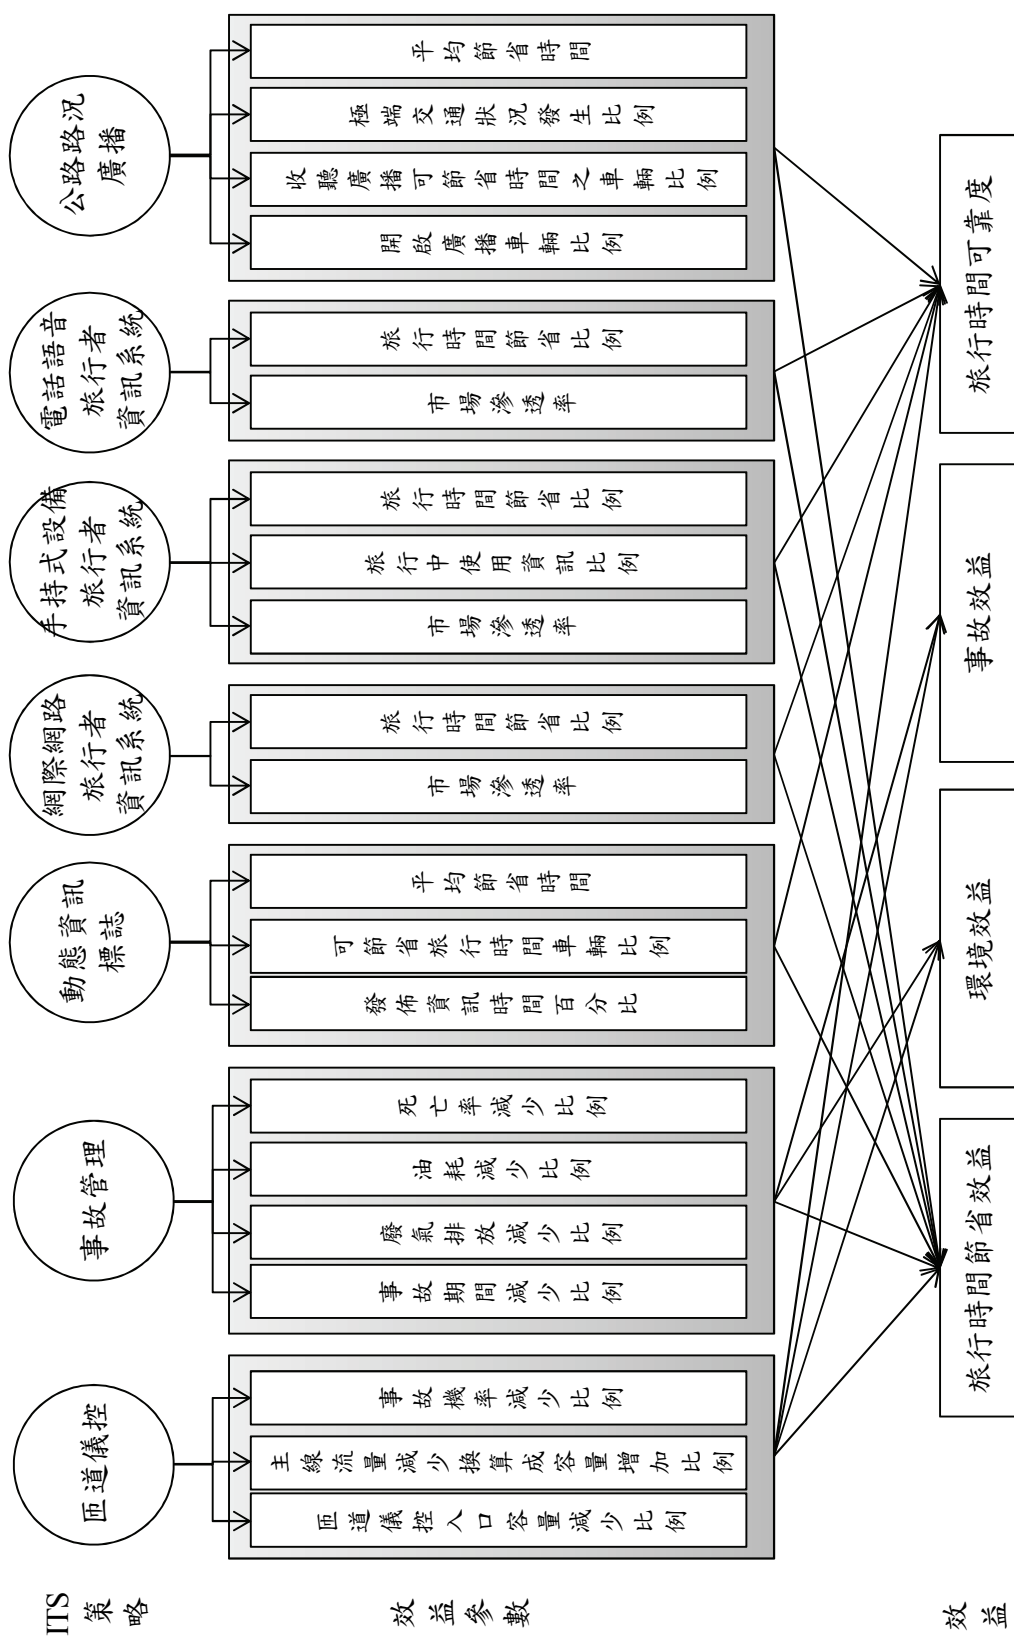 ITS
策
略
匝道儀控
事故管理
動態資訊
標誌
網際網路
旅行者
資訊系統
手持式設備
旅行者
資訊系統
電話語音
旅行者
資訊系統
公路路況
廣播
效
益
參
數
匝道儀控入口容量減少比例
主線流量減少換算成容量增加比例
事故機率減少比例
事故期間減少比例
廢氣排放減少比例
油耗減少比例
死亡率減少比例
發佈資訊時間百分比
可節省旅行時間車輛比例
平均節省時間
市場滲透率
旅行時間節省比例
市場滲透率
旅行中使用資訊比例
旅行時間節省比例
市場滲透率
旅行時間節省比例
開啟廣播車輛比例
收聽廣播可節省時間之車輛比例
極端交通狀況發生比例
平均節省時間
效
益
旅行時間節省效益
環境效益
事故效益
旅行時間可靠度